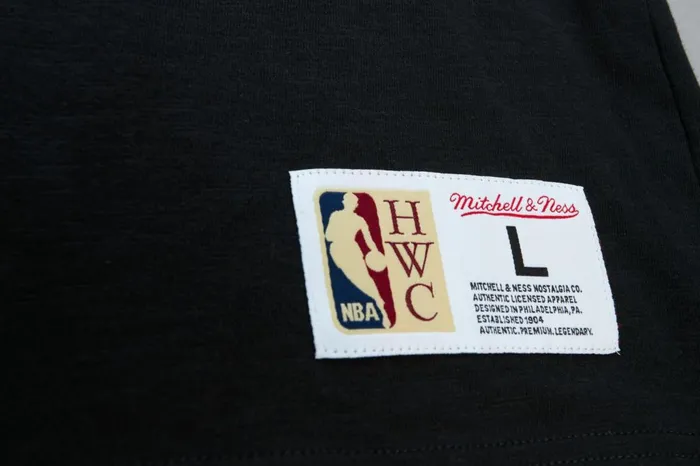 HWC
NBA
Mitchell & Ness
L
MITCHELL & NESS NOSTALGIA CO.
AUTHENTIC LICENSED APPAREL
DESIGNED IN PHILADELPHIA, PA.
ESTABLISHED 1904
AUTHENTIC. PREMIUM. LEGENDARY.